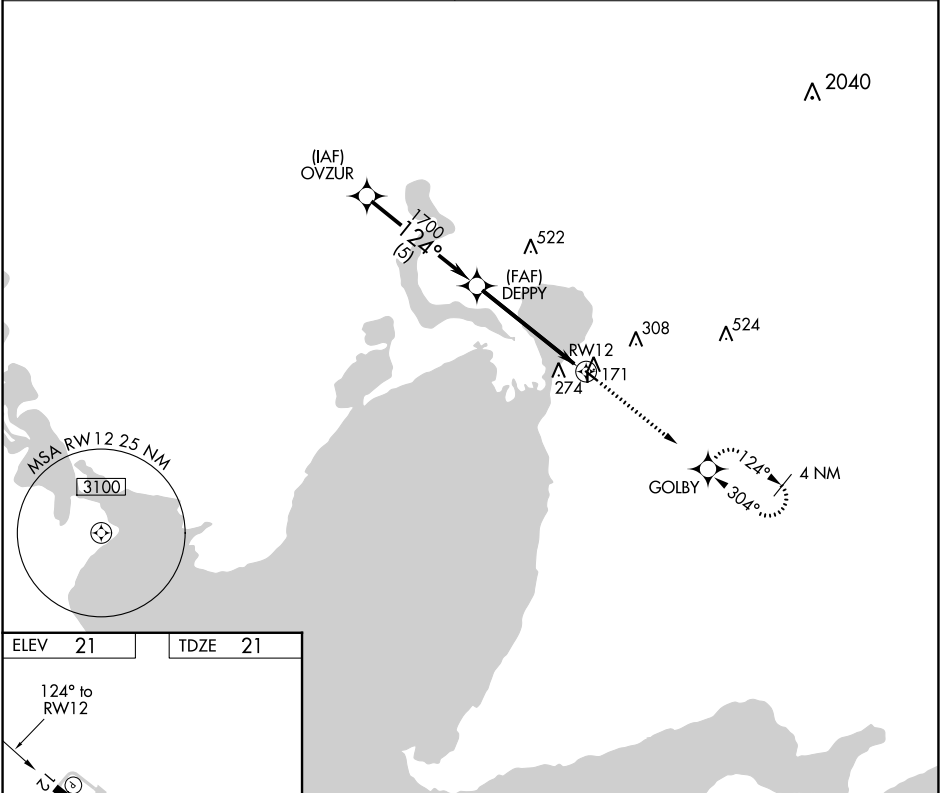 2040
(IAF)
OVZUR
1700
124°
(5)
522
(FAF)
DEPPY
308
524
RW12
171
274
124°
4 NM
304°
GOLBY
MSA RW12 25 NM
3100
ELEV 21
TDZE 21
124° to
RW12
12
P